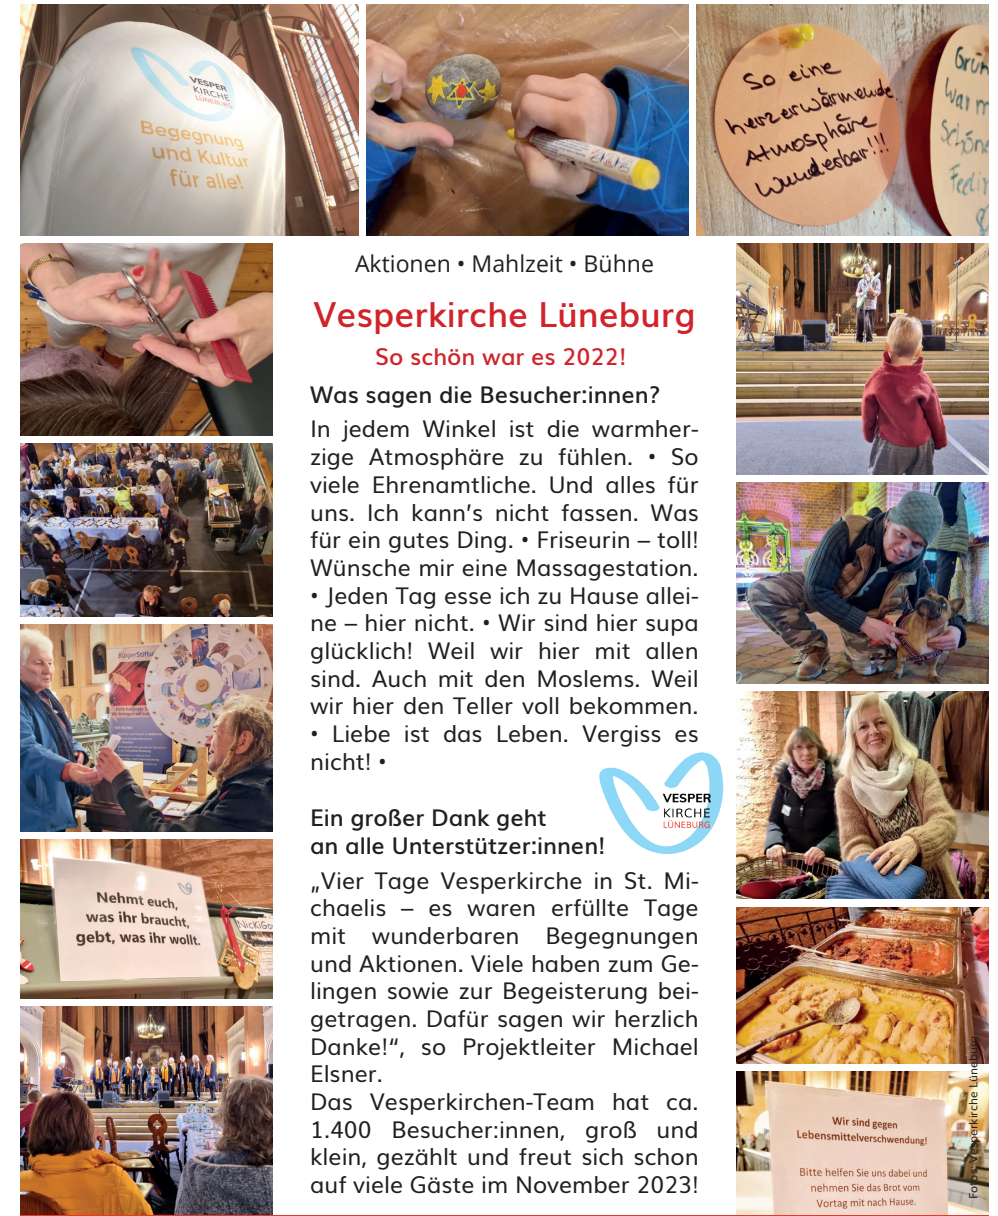 VESPER
KIRCHE
LÜNEBURG
Begegnung
und Kultur
für alle!
So eine
herzerwärmende
Atmosphäre
wunderbar!!!
Aktionen • Mahlzeit • Bühne
Vesperkirche Lüneburg
So schön war es 2022!
Was sagen die Besucher:innen?
In jedem Winkel ist die warmher-
zige Atmosphäre zu fühlen. • So
viele Ehrenamtliche. Und alles für
uns. Ich kann's nicht fassen. Was
für ein gutes Ding. • Friseurin – toll!
Wünsche mir eine Massagestation.
• Jeden Tag esse ich zu Hause allei-
ne – hier nicht. • Wir sind hier supa
glücklich! Weil wir hier mit allen
sind. Auch mit den Moslems. Weil
wir hier den Teller voll bekommen.
• Liebe ist das Leben. Vergiss es
nicht! •
VESPER
KIRCHE
LÜNEBURG
Ein großer Dank geht
an alle Unterstützer:innen!
„Vier Tage Vesperkirche in St. Mi-
chaelis – es waren erfüllte Tage
mit wunderbaren Begegnungen
und Aktionen. Viele haben zum Ge-
lingen sowie zur Begeisterung bei-
getragen. Dafür sagen wir herzlich
Danke!“, so Projektleiter Michael
Elsner.
Das Vesperkirchen-Team hat ca.
1.400 Besucher:innen, groß und
klein, gezählt und freut sich schon
auf viele Gäste im November 2023!
Nehmt euch,
was ihr braucht,
gebt, was ihr wollt.
Wir sind gegen
Lebensmittelverschwendung!
Bitte helfen Sie uns dabei und
nehmen Sie das Brot vom
Vortag mit nach Hause.
Vesperkirche Lüneburg